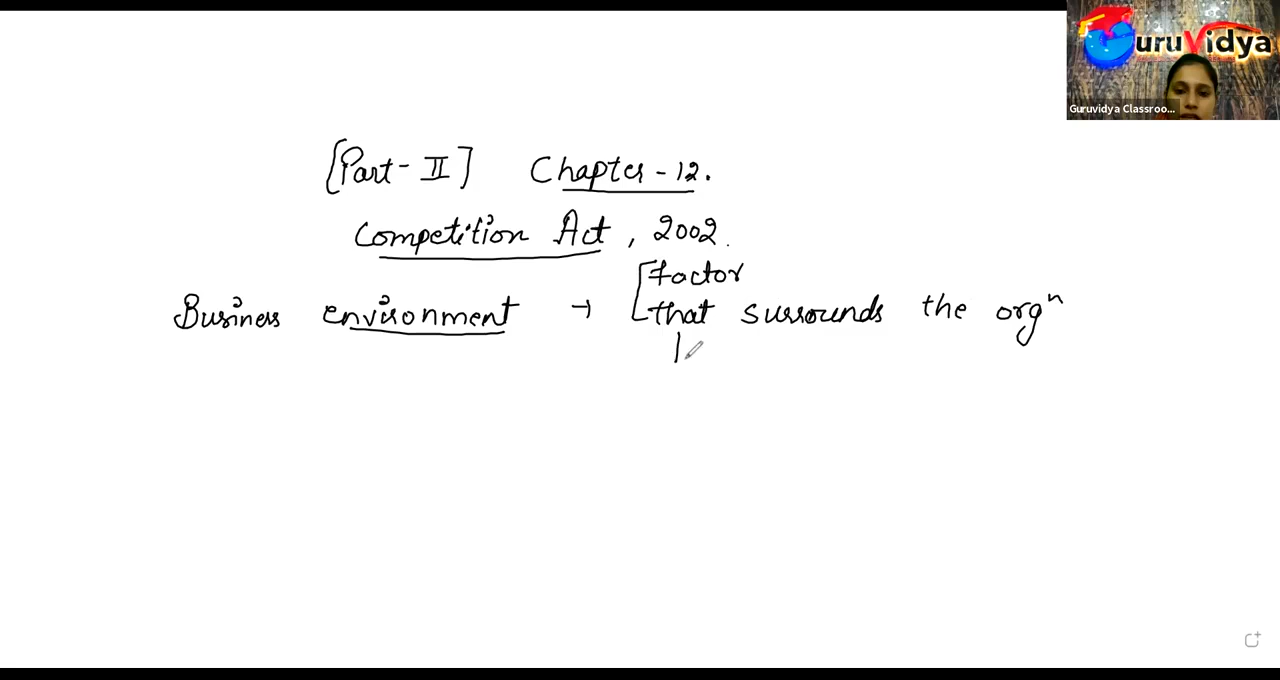 GuruVidya
Guruvidya Classroo...
[Part-II] Chapter-12.
Competition Act, 2002.
[Factor
Business environment → that surrounds the orgⁿ